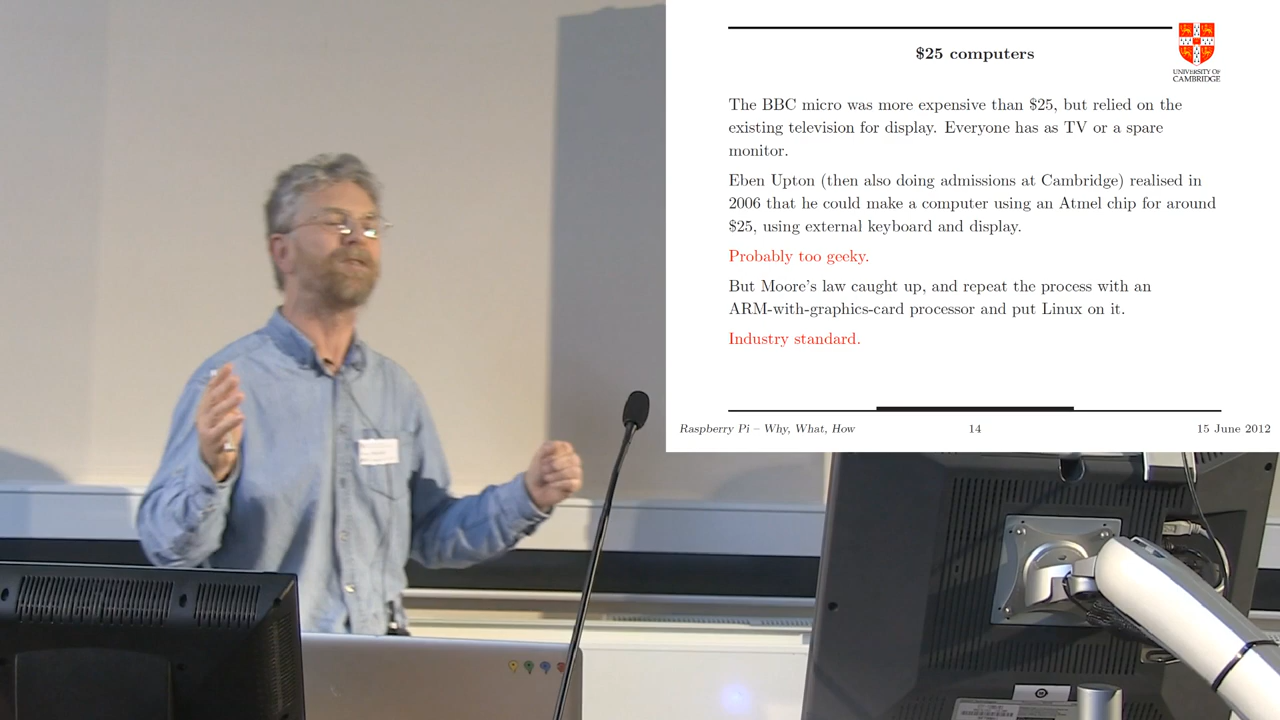 $25 computers
UNIVERSITY OF
CAMBRIDGE
The BBC micro was more expensive than $25, but relied on the
existing television for display. Everyone has as TV or a spare
monitor.
Eben Upton (then also doing admissions at Cambridge) realised in
2006 that he could make a computer using an Atmel chip for around
$25, using external keyboard and display.
Probably too geeky.
But Moore's law caught up, and repeat the process with an
ARM-with-graphics-card processor and put Linux on it.
Industry standard.
Raspberry Pi – Why, What, How
14
15 June 2012